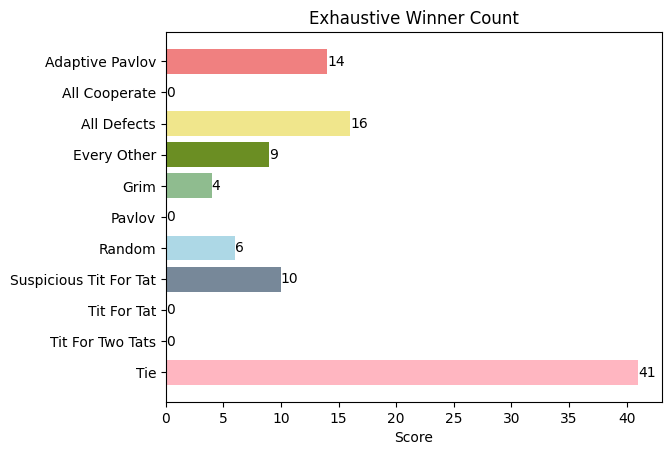 Exhaustive Winner Count
Adaptive Pavlov 14
All Cooperate 0
All Defects 16
Every Other 9
Grim 4
Pavlov 0
Random 6
Suspicious Tit For Tat 10
Tit For Tat 0
Tit For Two Tats 0
Tie 41
0 5 10 15 20 25 30 35 40
Score